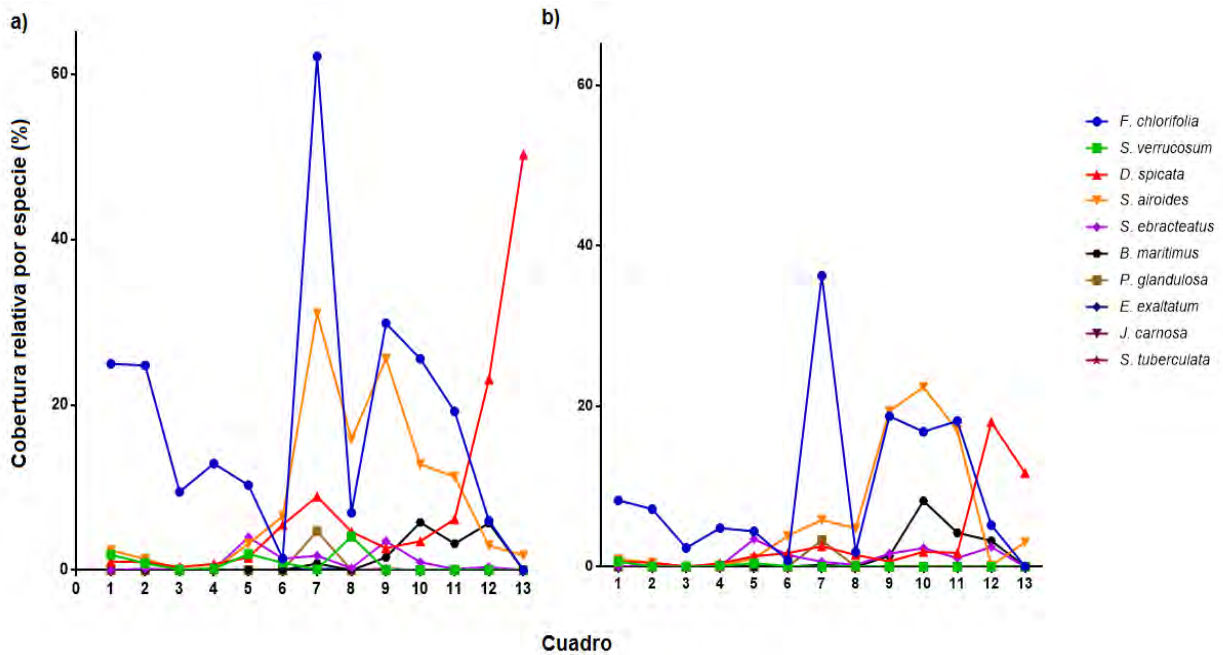 a)
b)
Cobertura relativa por especie (%)
60
40
20
0
0 1 2 3 4 5 6 7 8 9 10 11 12 13
60
40
20
0
1 2 3 4 5 6 7 8 9 10 11 12 13
Cuadro
F. chlorifolia
S. verrucosum
D. spicata
S. airoides
S. ebracteatus
B. maritimus
P. glandulosa
E. exaltatum
J. carnosa
S. tuberculata